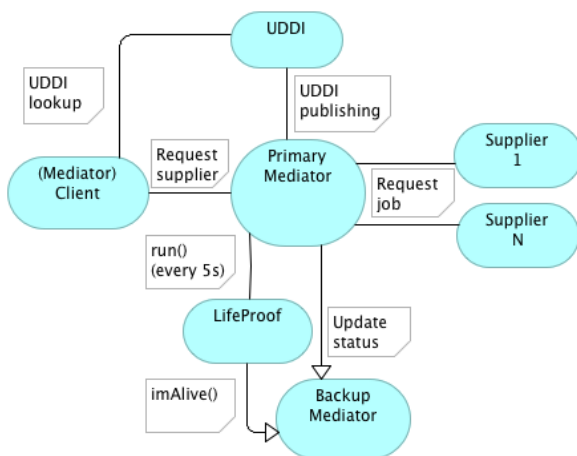 UDDI
UDDI
lookup
UDDI
publishing
(Mediator)
Client
Request
supplier
Primary
Mediator
Request
job
Supplier
1
Supplier
N
run()
(every 5s)
LifeProof
Update
status
imAlive()
Backup
Mediator